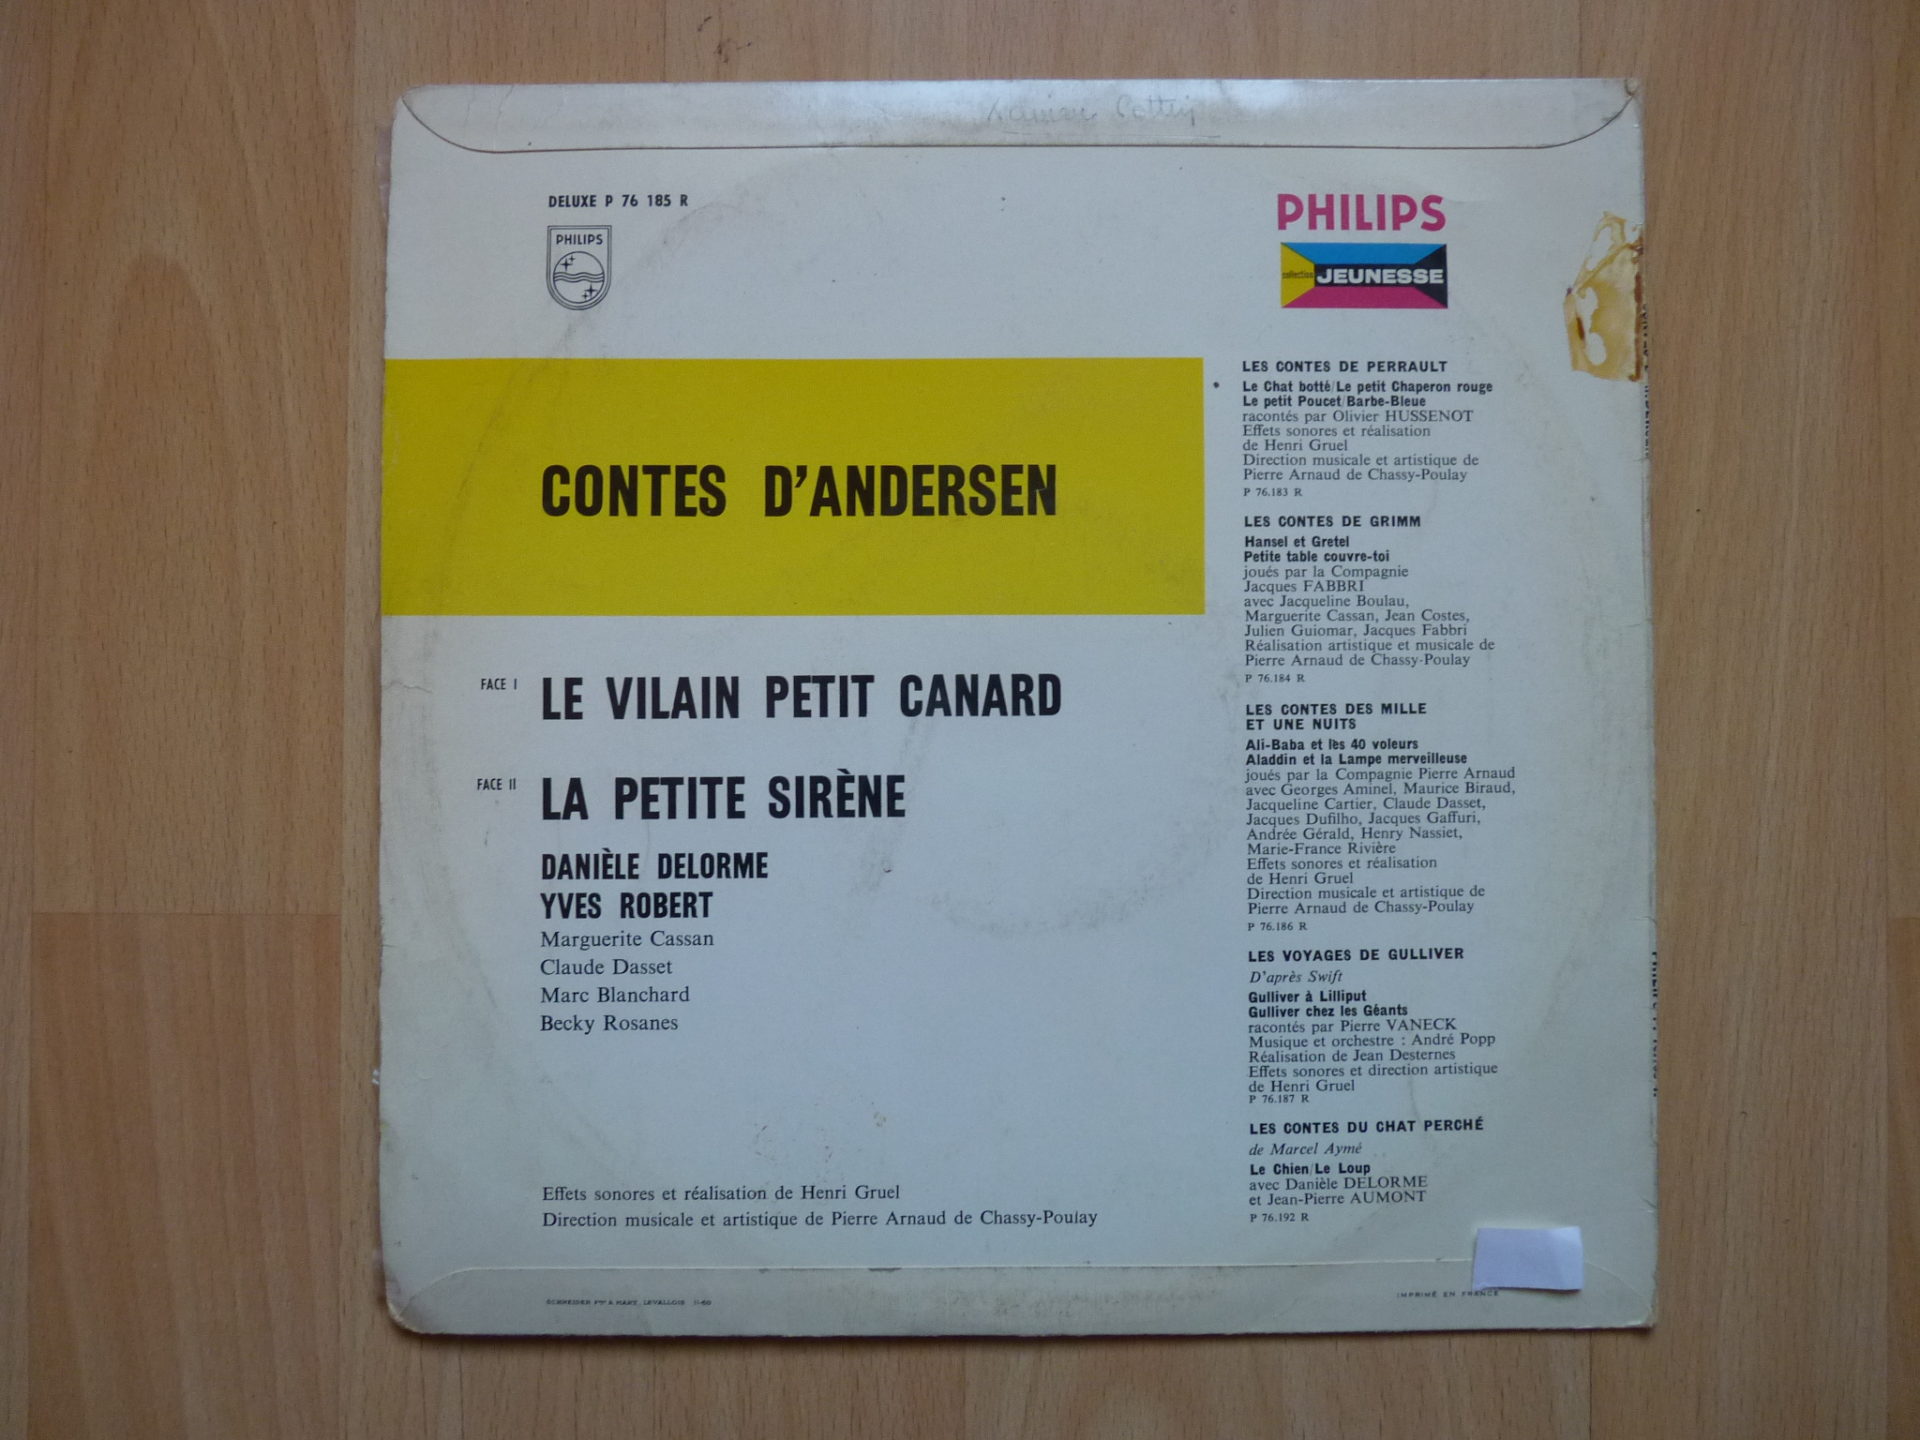 DELUXE P 76 185 R
PHILIPS
CONTES D'ANDERSEN
FACE I
LE VILAIN PETIT CANARD
FACE II
LA PETITE SIRÈNE
DANIÈLE DELORME
YVES ROBERT
Marguerite Cassan
Claude Dasset
Marc Blanchard
Becky Rosanes
Effets sonores et réalisation de Henri Gruel
Direction musicale et artistique de Pierre Arnaud de Chassy-Poulay
PHILIPS
collection JEUNESSE
LES CONTES DE PERRAULT
Le Chat botté/Le petit Chaperon rouge
Le petit Poucet/Barbe-Bleue
racontés par Olivier HUSSENOT
Effets sonores et réalisation
de Henri Gruel
Direction musicale et artistique de
Pierre Arnaud de Chassy-Poulay
P 76.183 R
LES CONTES DE GRIMM
Hansel et Gretel
Petite table couvre-toi
joués par la Compagnie
Jacques FABBRI
avec Jacqueline Boulau,
Marguerite Cassan, Jean Costes,
Julien Guiomar, Jacques Fabbri
Réalisation artistique et musicale de
Pierre Arnaud de Chassy-Poulay
P 76.184 R
LES CONTES DES MILLE
ET UNE NUITS
Ali-Baba et les 40 voleurs
Aladdin et la Lampe merveilleuse
joués par la Compagnie Pierre Arnaud
avec Georges Aminel, Maurice Biraud,
Jacqueline Cartier, Claude Dasset,
Jacques Dufilho, Jacques Gaffuri,
Andrée Gérald, Henry Nassiet,
Marie-France Rivière
Effets sonores et réalisation
de Henri Gruel
Direction musicale et artistique de
Pierre Arnaud de Chassy-Poulay
P 76.186 R
LES VOYAGES DE GULLIVER
D'après Swift
Gulliver à Lilliput
Gulliver chez les Géants
racontés par Pierre VANECK
Musique et orchestre : André Popp
Réalisation de Jean Desternes
Effets sonores et direction artistique
de Henri Gruel
P 76.187 R
LES CONTES DU CHAT PERCHÉ
de Marcel Aymé
Le Chien/Le Loup
avec Danièle DELORME
et Jean-Pierre AUMONT
P 76.192 R
IMPRIMÉ EN FRANCE